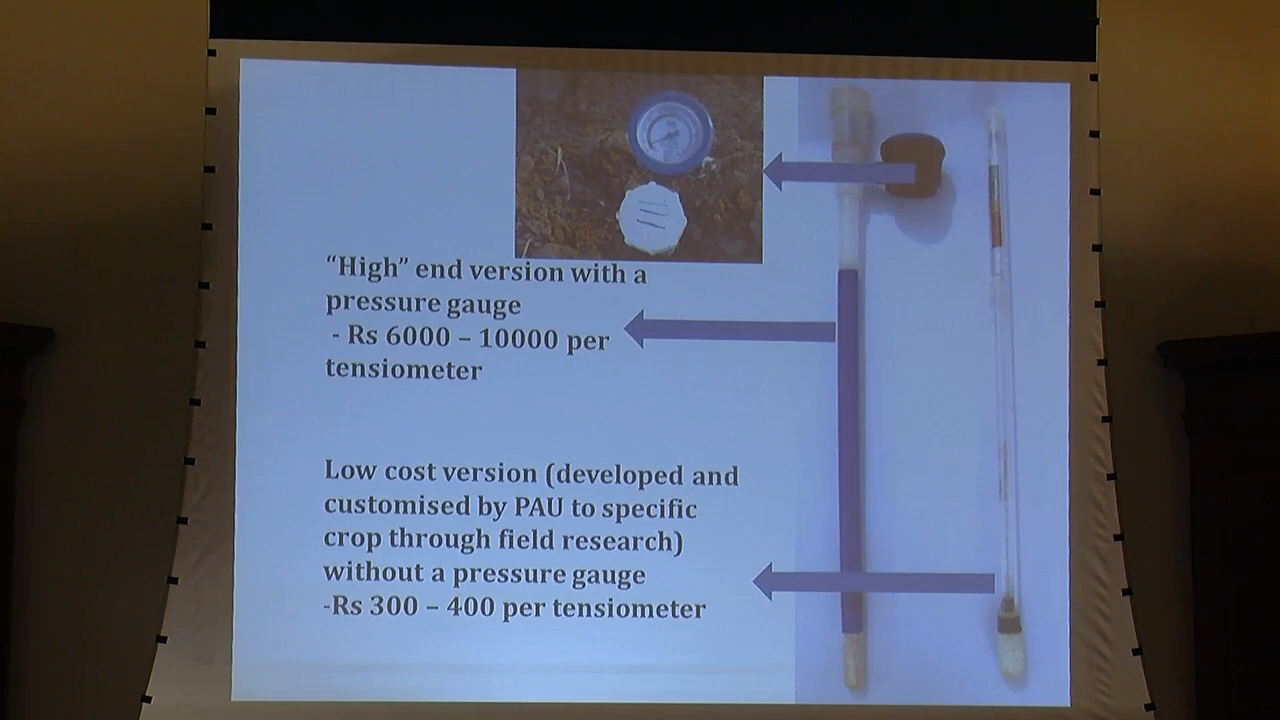 “High” end version with a
pressure gauge
- Rs 6000 – 10000 per
tensiometer
Low cost version (developed and
customised by PAU to specific
crop through field research)
without a pressure gauge
-Rs 300 – 400 per tensiometer